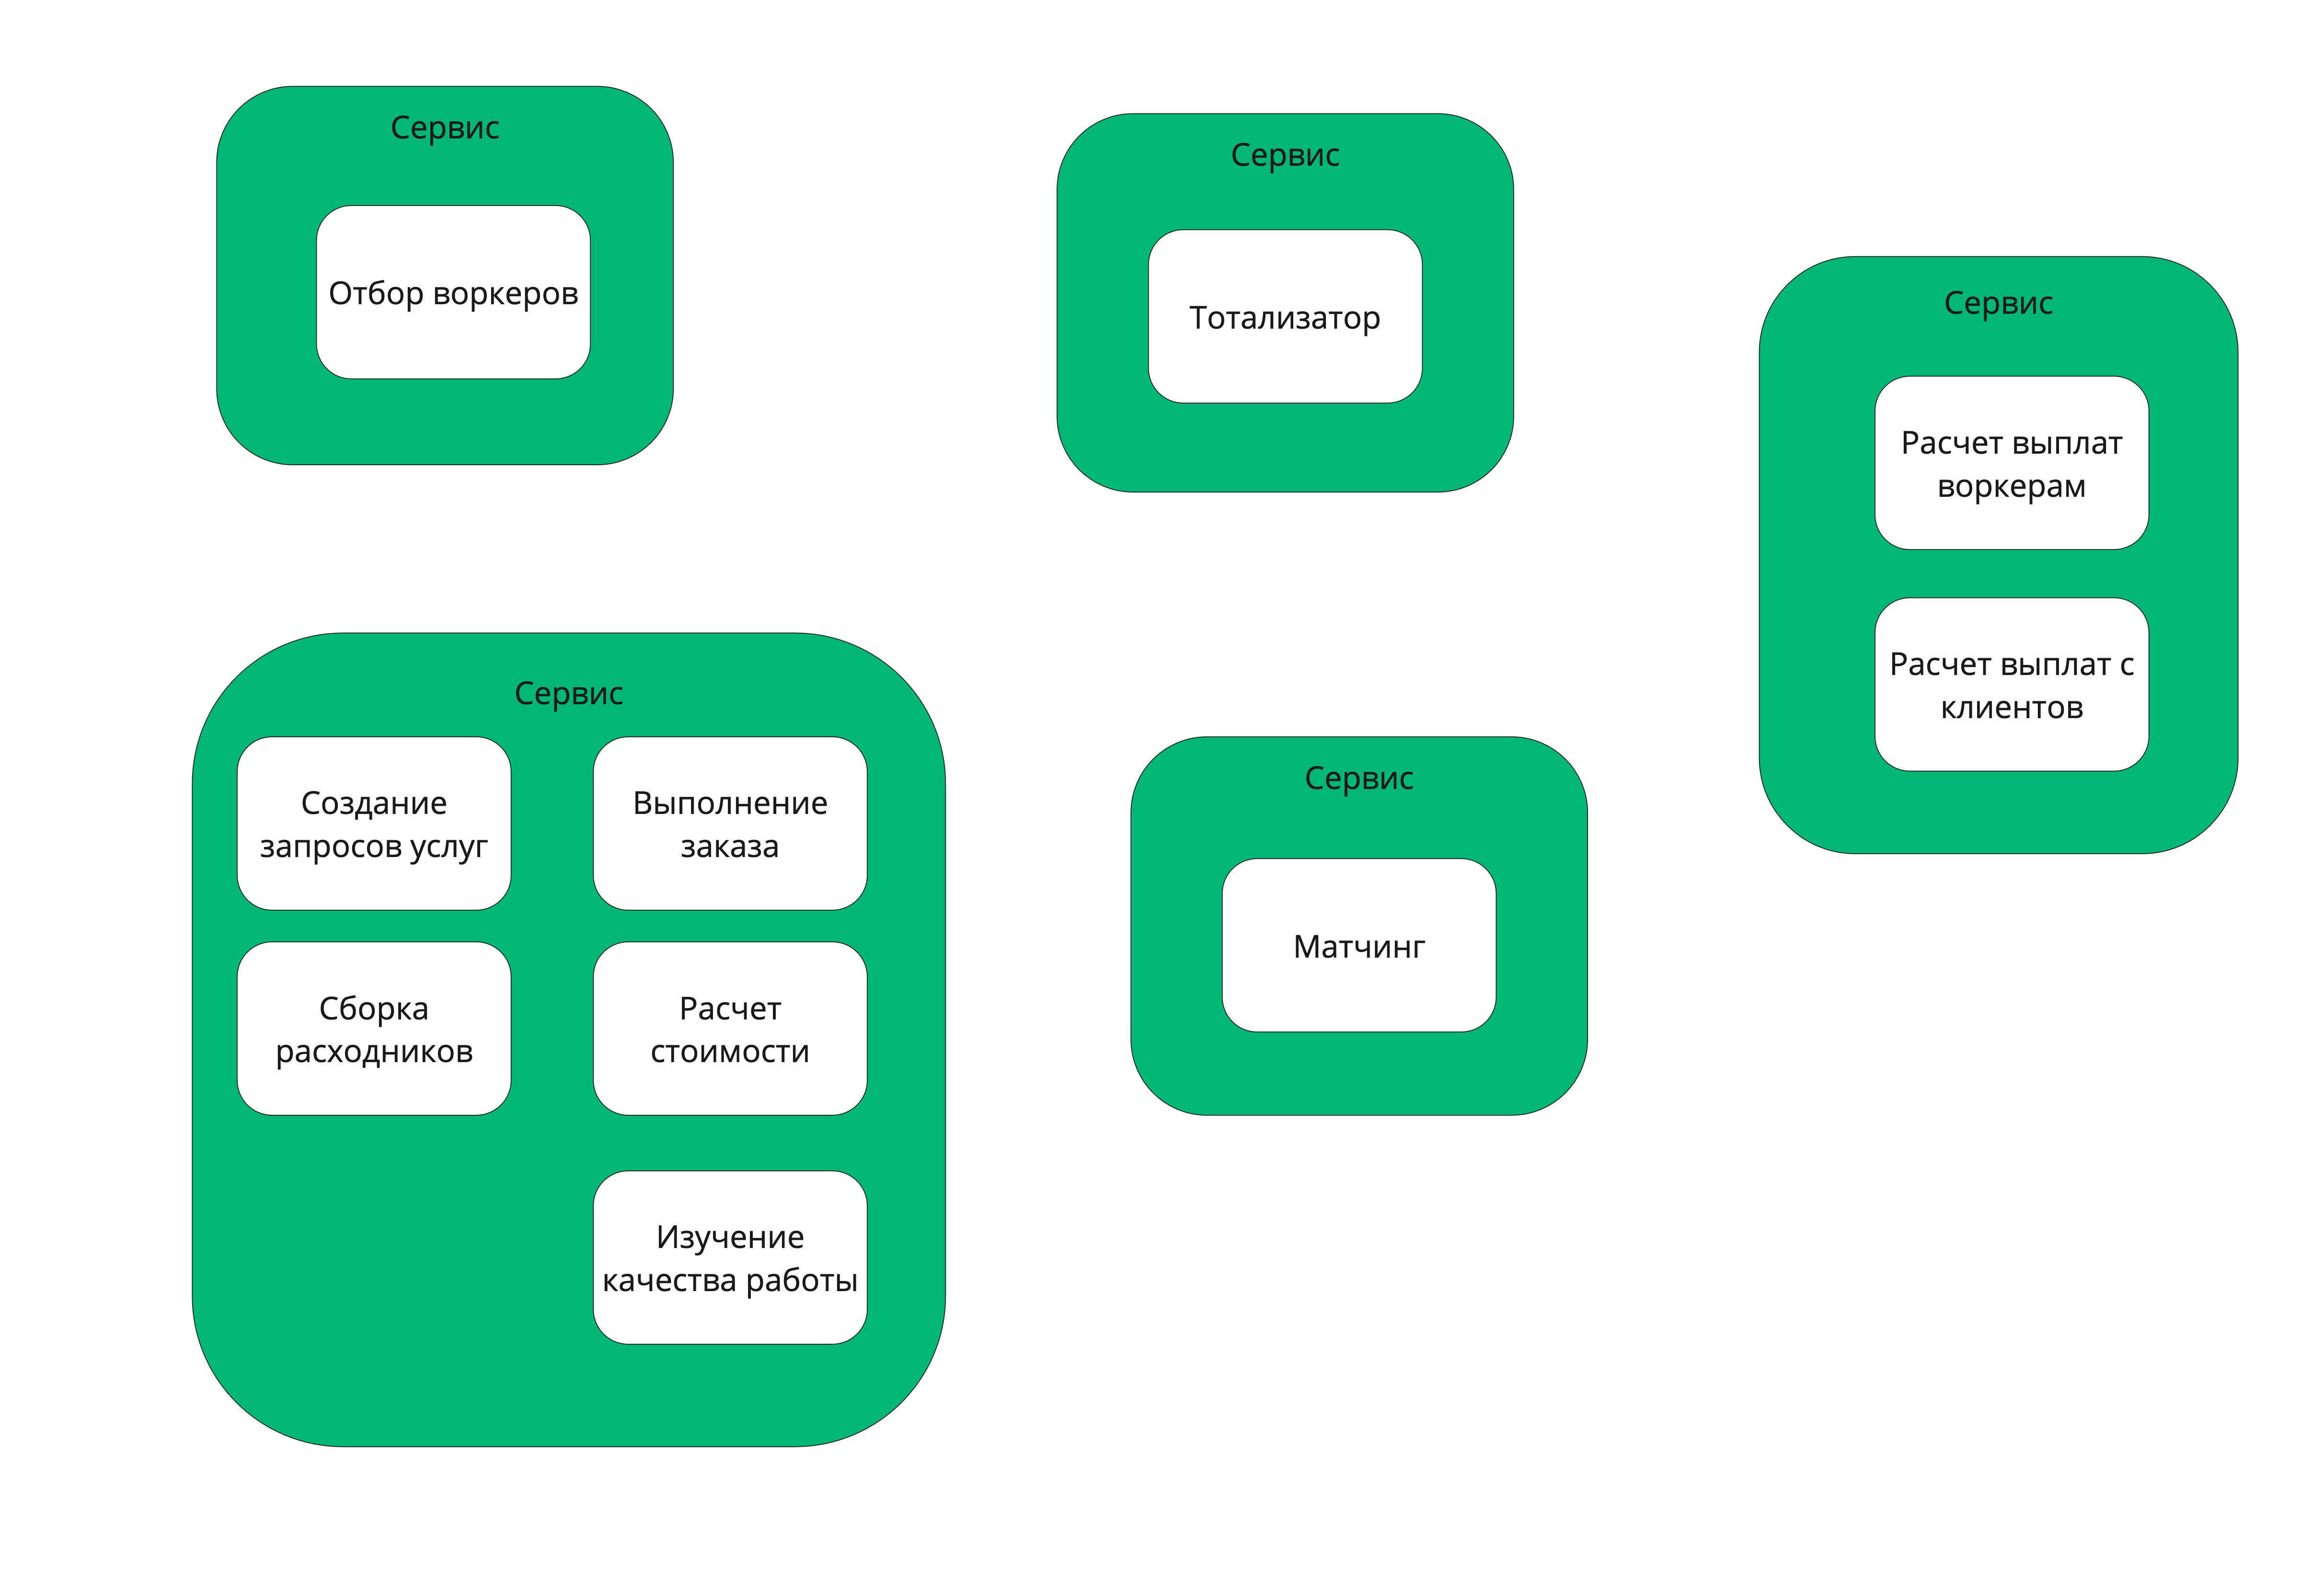 Сервис
Отбор воркеров
Сервис
Тотализатор
Сервис
Расчет выплат
воркерам
Расчет выплат с
клиентов
Сервис
Создание
запросов услуг
Выполнение
заказа
Сборка
расходников
Расчет
стоимости
Изучение
качества работы
Сервис
Матчинг